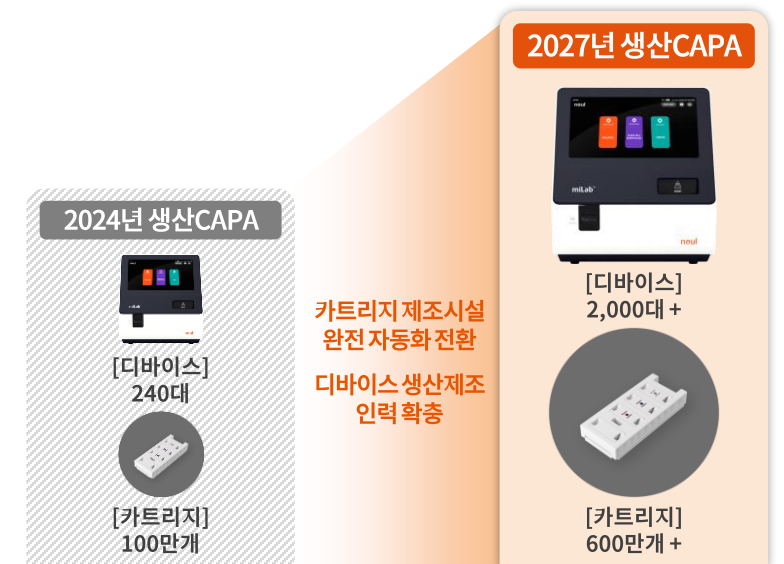 2027년 생산CAPA
noul
miLab
noul
[디바이스]
2,000대 +
[카트리지]
600만개 +
2024년 생산CAPA
miLab
[디바이스]
240대
[카트리지]
100만개
카트리지 제조시설
완전 자동화 전환
디바이스 생산제조
인력 확충